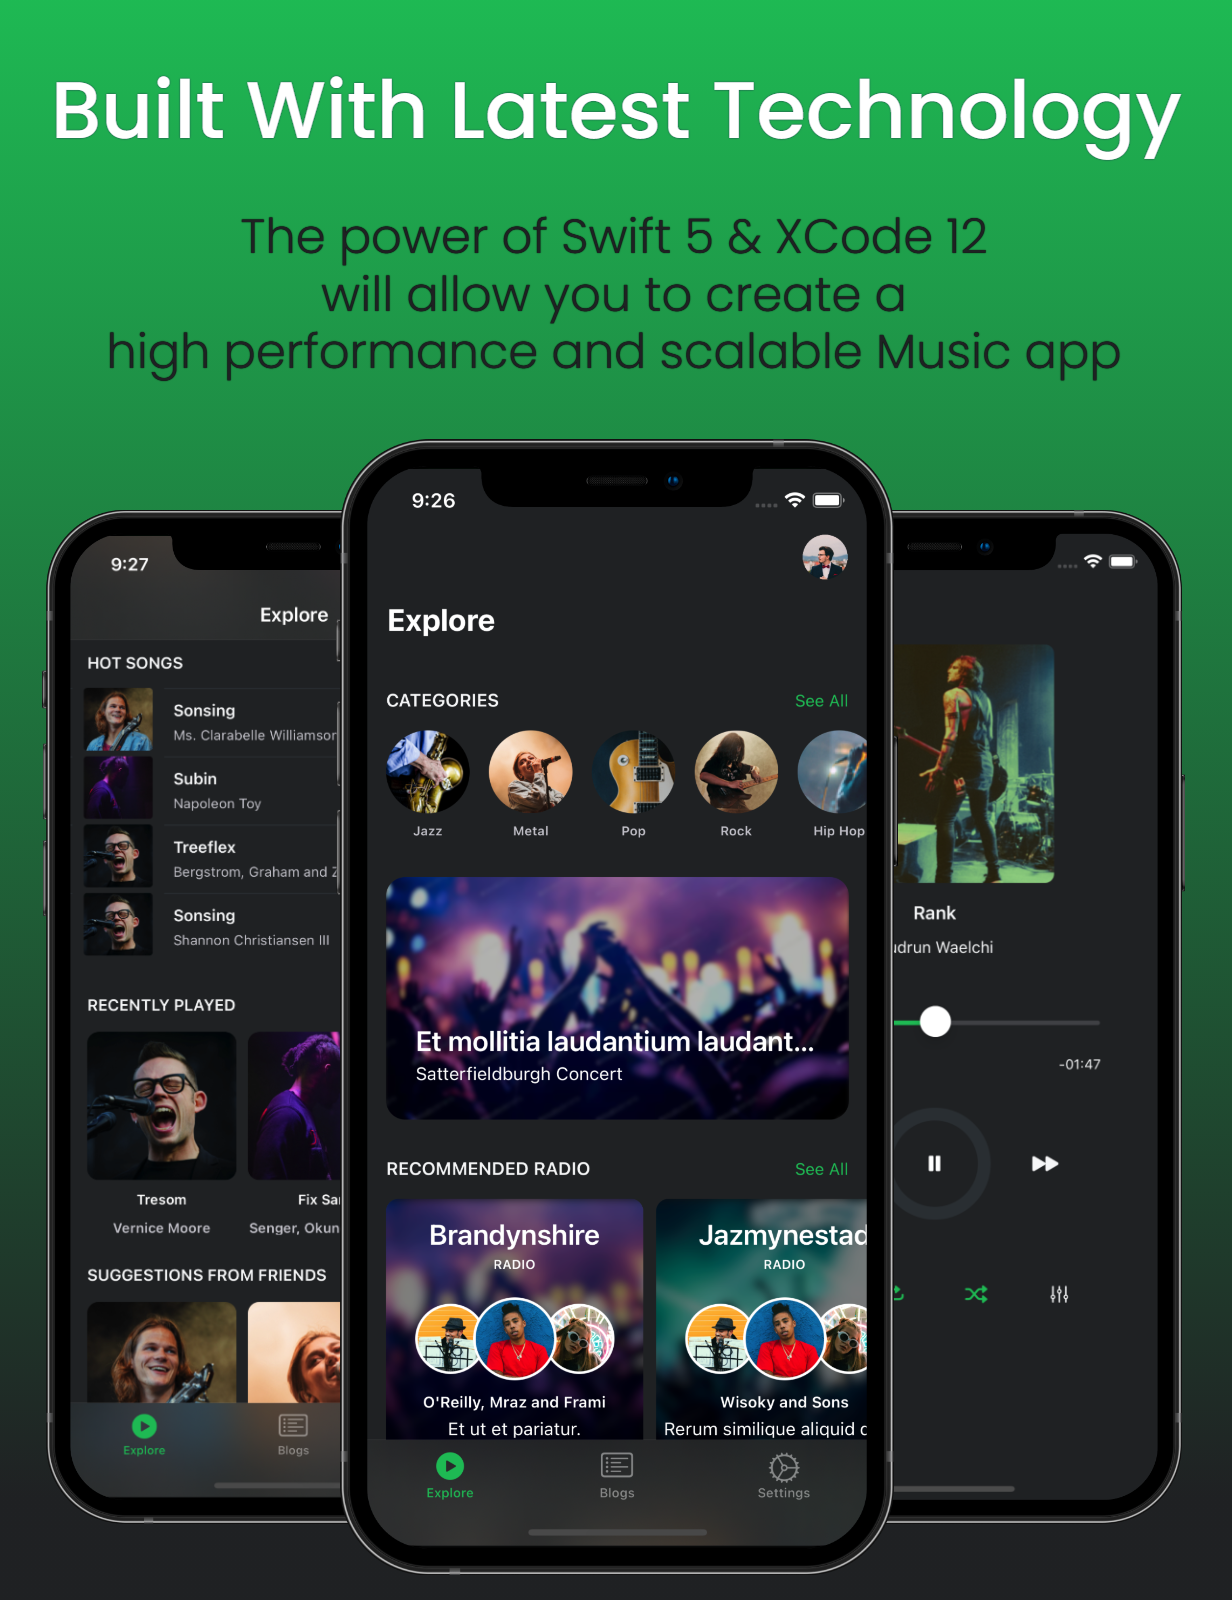 Built With Latest Technology
The power of Swift 5 & XCode 12
will allow you to create a
high performance and scalable Music app
9:27
Explore
HOT SONGS
Sonsing
Ms. Clarabelle Williamson
Subin
Napoleon Toy
Treeflex
Bergstrom, Graham and
Sonsing
Shannon Christiansen III
RECENTLY PLAYED
Tresom
Vernice Moore
Fix
Senger,
SUGGESTIONS FROM FRIENDS
Explore
Blogs
9:26
Explore
CATEGORIES
See All
Jazz
Metal
Pop
Rock
Hip Hop
Et mollitia laudantium laudant...
Satterfieldburgh Concert
RECOMMENDED RADIO
See All
Brandynshire
RADIO
O'Reilly, Mraz and Frami
Et ut et pariatur.
Jazmynestad
RADIO
Wisoky and Sons
Rerum similique aliquid
Explore
Blogs
Settings
Rank
Waelchi
-01:47